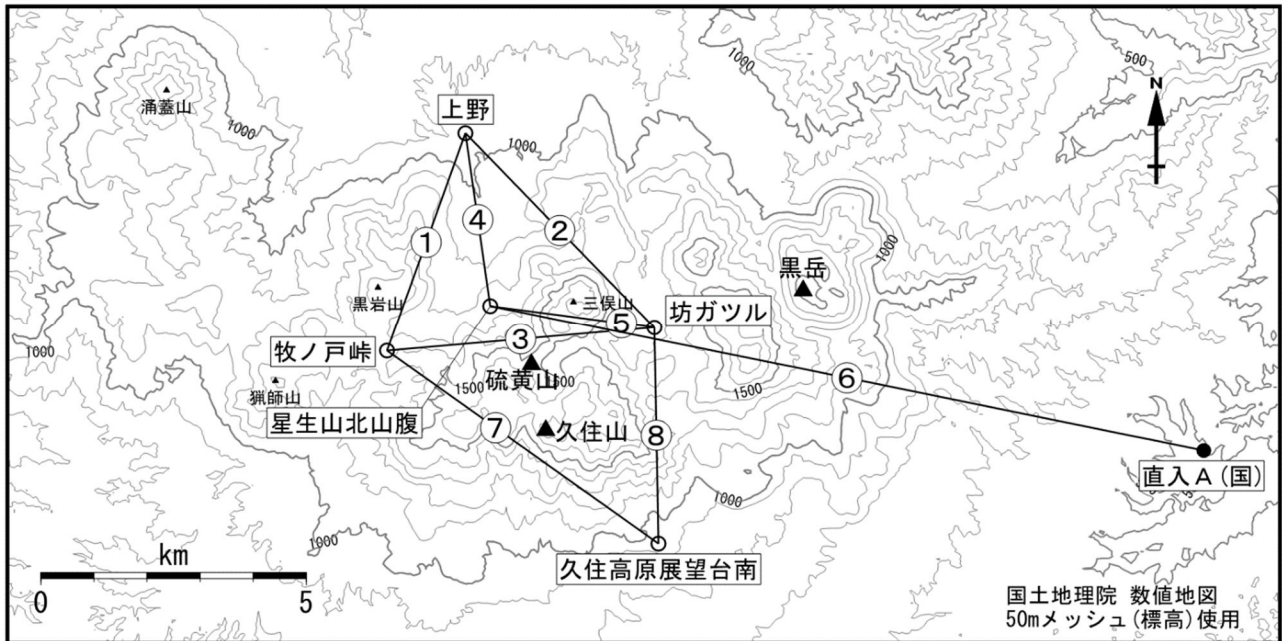 500
1000
N
涌蓋山
上野
1000
1000
④
②
①
1000
黒岳
黒岩山
三俣山
坊ガツル
⑤
③
牧ノ戸峠
1000
硫黄山
1500
1500
⑥
猟師山
1500
星生山北山腹
⑦
久住山
⑧
直入A(国)
1000
1000
久住高原展望台南
km
0
5
国土地理院 数値地図
50mメッシュ(標高)使用